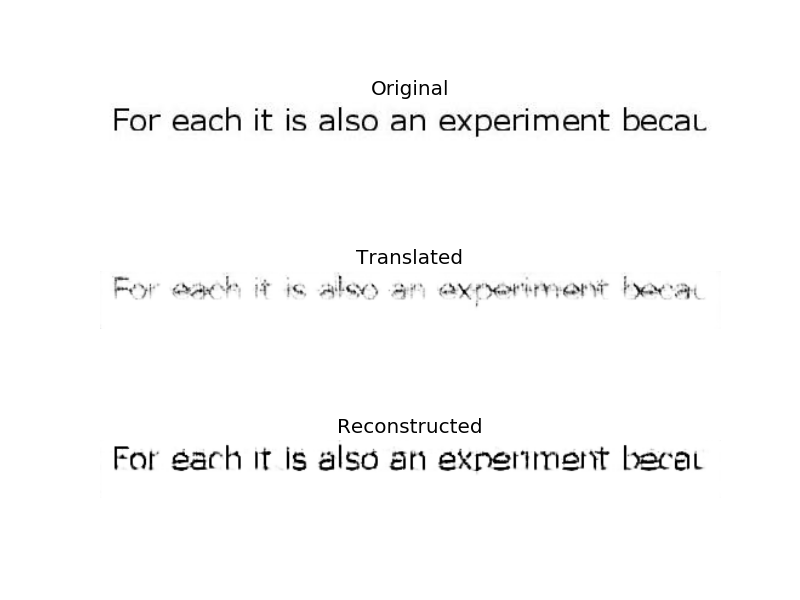 Original
For each it is also an experiment becau
Translated
For each it is also an experiment becau
Reconstructed
For each it is also an experiment becau